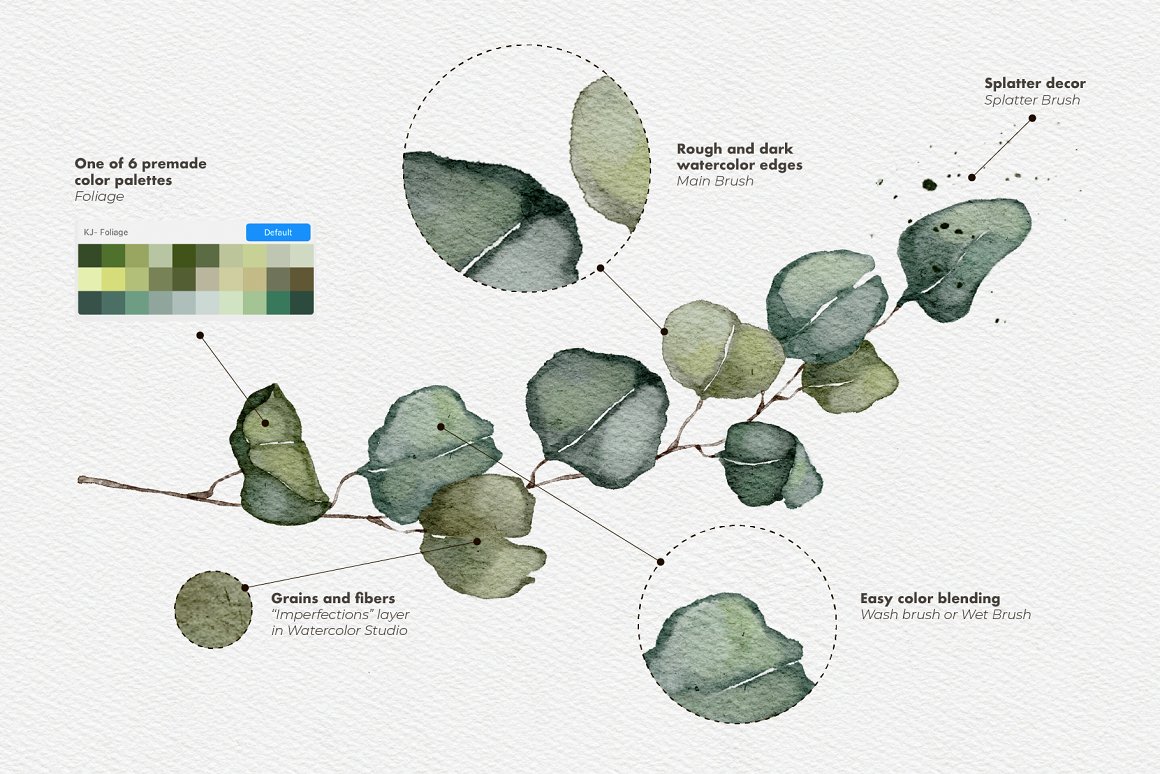 Splatter decor
Splatter Brush
Rough and dark
watercolor edges
Main Brush
One of 6 premade
color palettes
Foliage
KJ- Foliage
Default
Grains and fibers
“Imperfections” layer
in Watercolor Studio
Easy color blending
Wash brush or Wet Brush